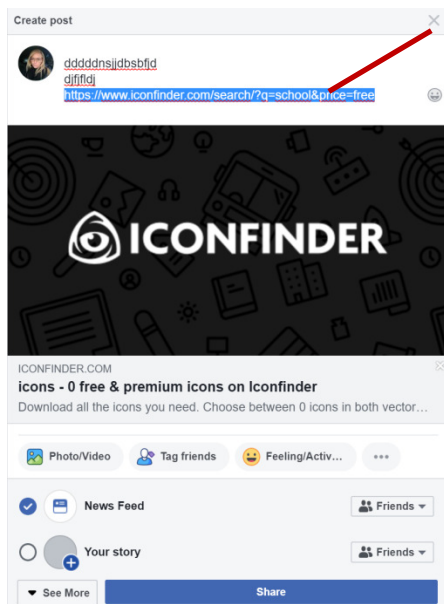 Create post
dddddnsjjdbsbfjd
djfjfldj
https://www.iconfinder.com/search/?q=school&price=free
ICONFINDER
ICONFINDER.COM
icons - 0 free & premium icons on Iconfinder
Download all the icons you need. Choose between 0 icons in both vector...
Photo/Video
Tag friends
Feeling/Activ...
News Feed
Friends
Your story
Friends
See More
Share